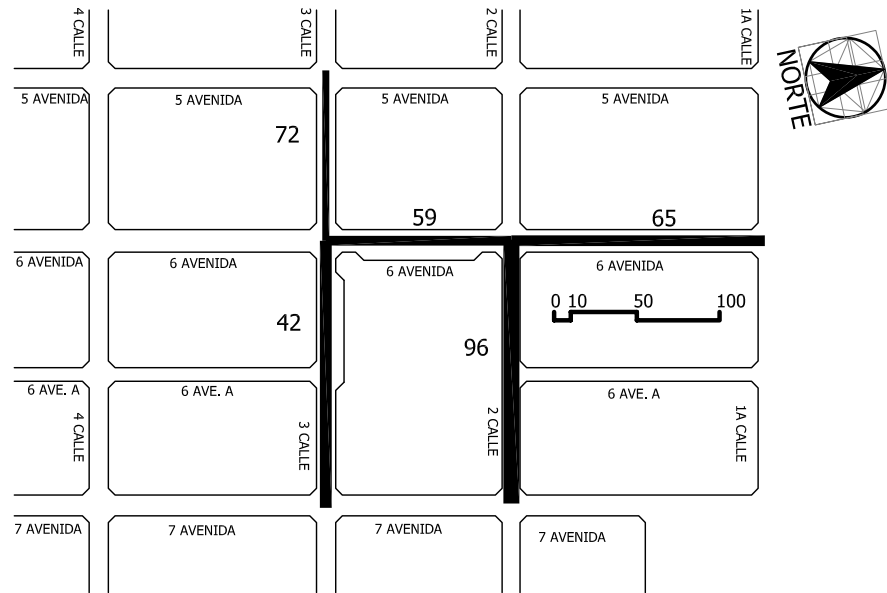 4 CALLE
3 CALLE
2 CALLE
1A CALLE
NORTE
5 AVENIDA
5 AVENIDA
5 AVENIDA
5 AVENIDA
72
59
65
6 AVENIDA
6 AVENIDA
6 AVENIDA
6 AVENIDA
0 10 50 100
42
96
6 AVE. A
6 AVE. A
6 AVE. A
4 CALLE
3 CALLE
2 CALLE
1A CALLE
7 AVENIDA
7 AVENIDA
7 AVENIDA
7 AVENIDA